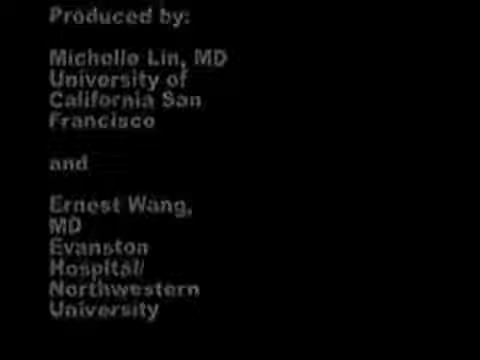 Produced by:
Michelle Lin, MD
University of
California San
Francisco
and
Ernest Wang,
MD
Evanston
Hospital/
Northwestern
University